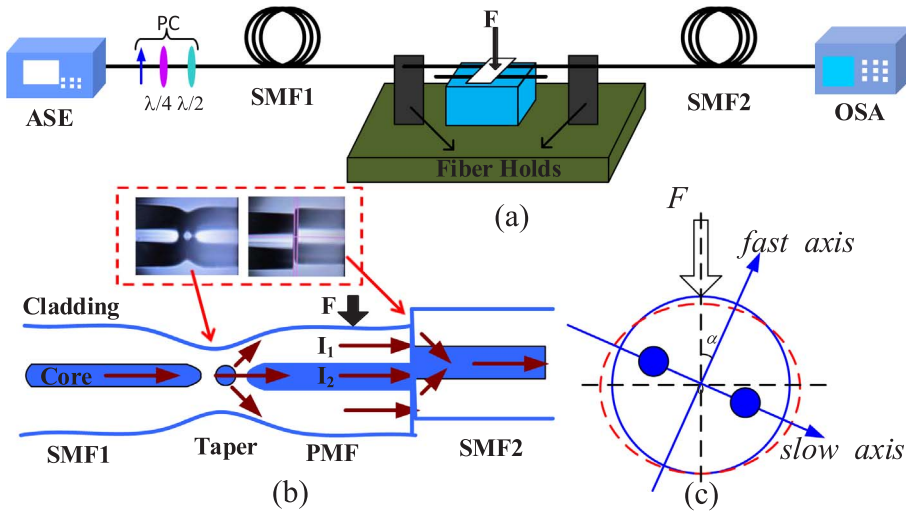 PC
F
λ/4 λ/2
SMF1
SMF2
ASE
OSA
Fiber Holds
(a)
Cladding
F
I₁
Core
I₂
SMF1
Taper
PMF
SMF2
(b)
F
fast axis
α
slow axis
(c)